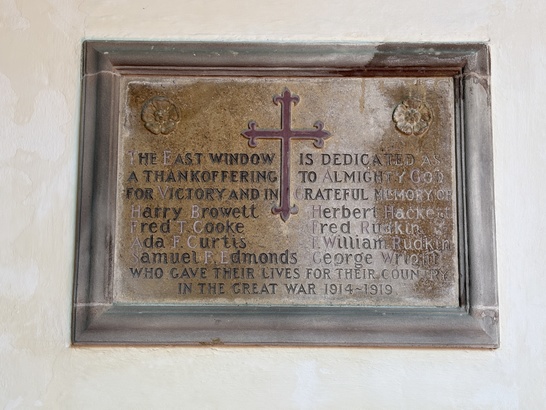 THE EAST WINDOW IS DEDICATED AS
A THANKOFFERING TO ALMIGHTY GOD
FOR VICTORY AND IN GRATEFUL MEMORY OF
Harry Browett Herbert Hackett
Fred T. Cooke Fred Rudkin
Ada F. Curtis William Rudkin
Samuel F. Edmonds George Wright
WHO GAVE THEIR LIVES FOR THEIR COUNTRY
IN THE GREAT WAR 1914-1919